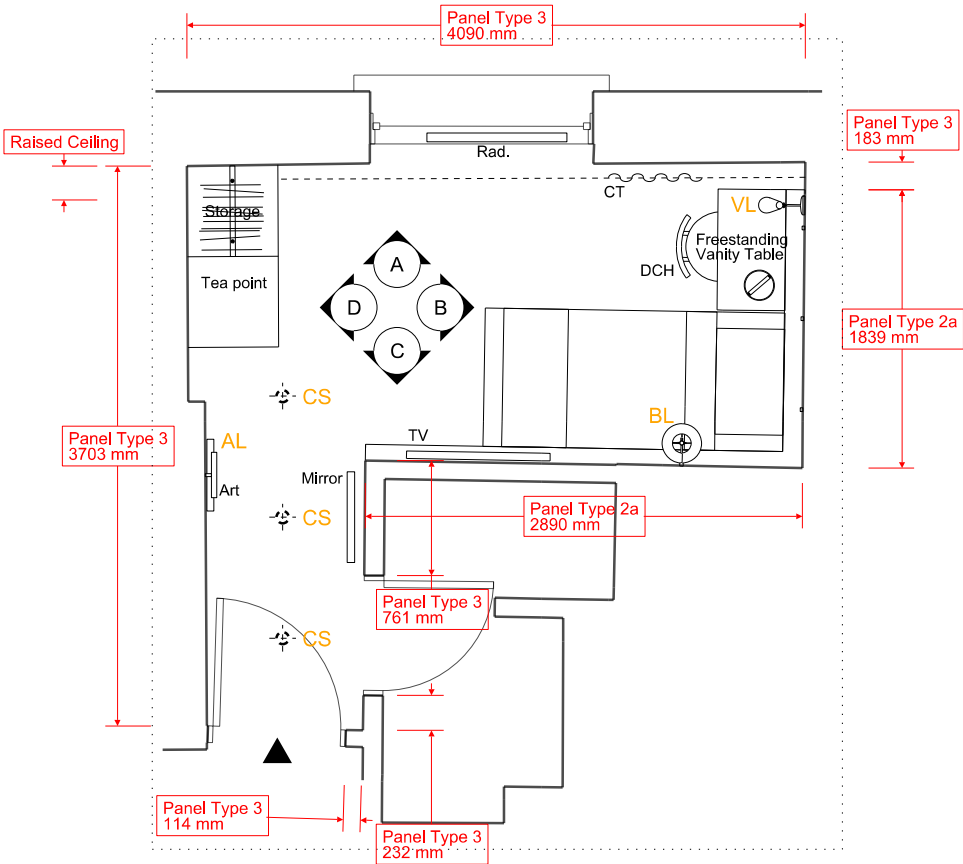 Panel Type 3
4090 mm
Raised Ceiling
Panel Type 3
183 mm
Rad.
CT
Storage
VL
Freestanding
Vanity Table
DCH
Tea point
A
D
B
C
Panel Type 2a
1839 mm
CS
BL
Panel Type 3
3703 mm
AL
TV
Art
Mirror
CS
Panel Type 2a
2890 mm
Panel Type 3
761 mm
CS
Panel Type 3
114 mm
Panel Type 3
232 mm